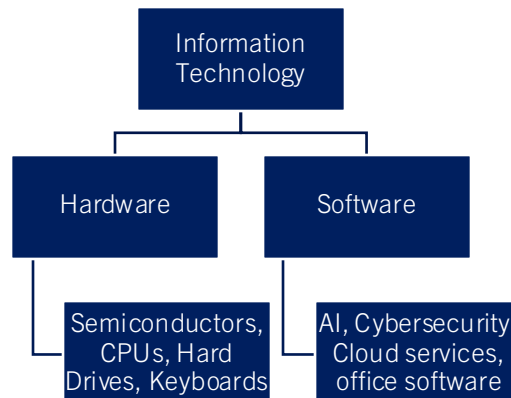 Information
Technology
Hardware
Software
Semiconductors,
CPUs, Hard
Drives, Keyboards
AI, Cybersecurity
Cloud services,
office software